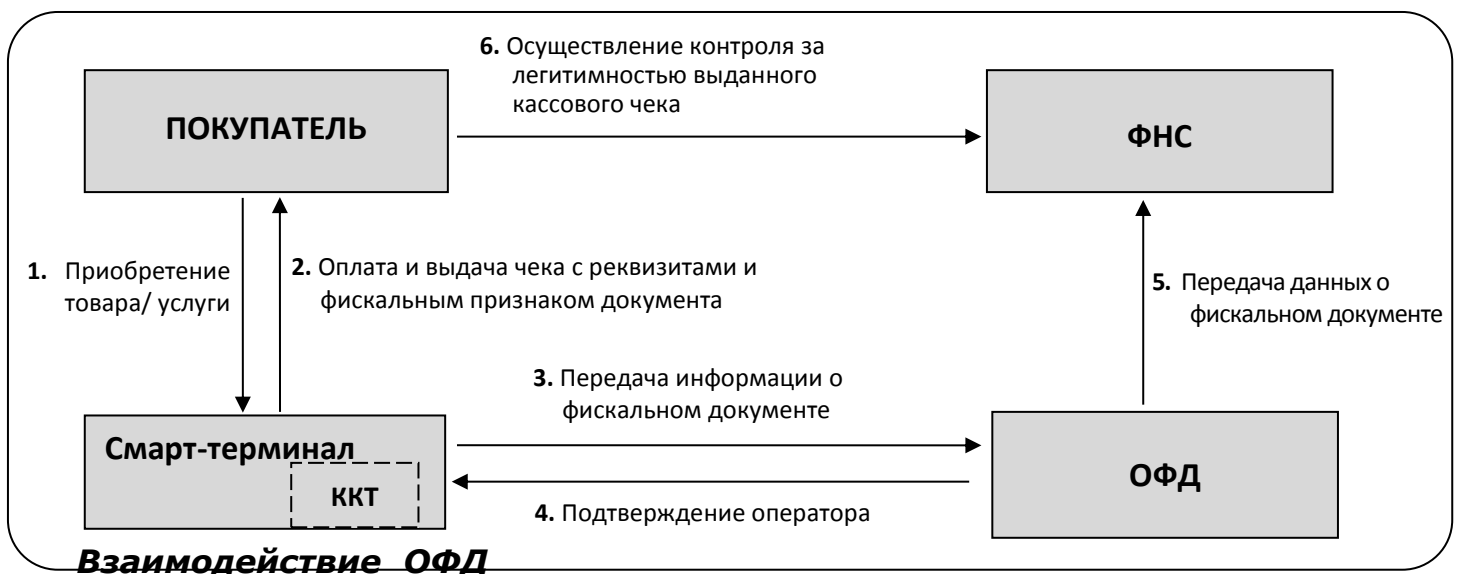 6. Осуществление контроля за
легитимностью выданного
кассового чека
ПОКУПАТЕЛЬ
ФНС
1. Приобретение
товара/ услуги
2. Оплата и выдача чека с реквизитами и
фискальным признаком документа
5. Передача данных о
фискальном документе
3. Передача информации о
фискальном документе
Смарт-терминал
ККТ
ОФД
4. Подтверждение оператора
Взаимодействие ОФД